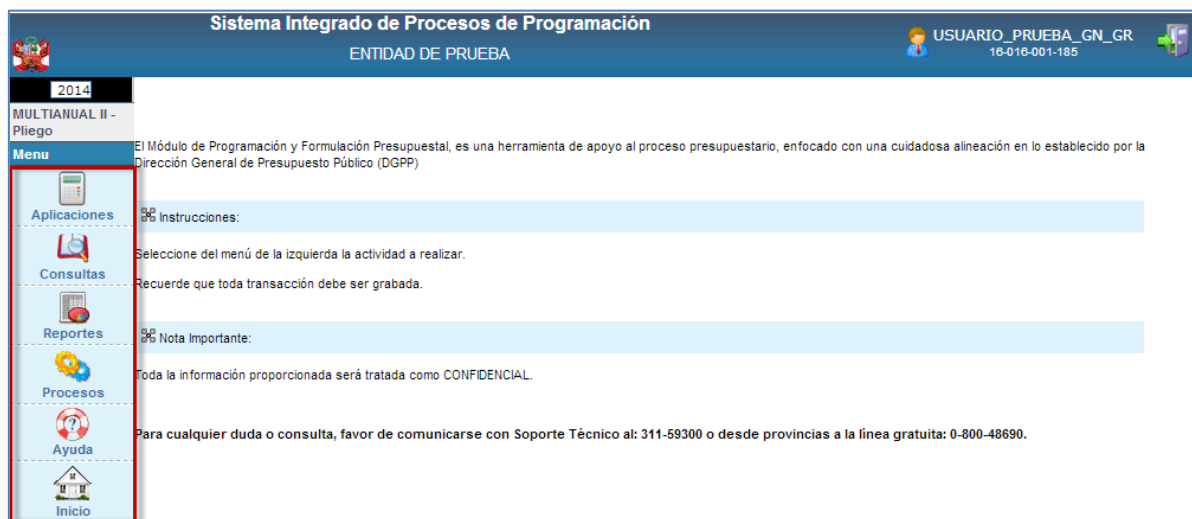 Sistema Integrado de Procesos de Programación
ENTIDAD DE PRUEBA
USUARIO_PRUEBA_GN_GR
16-016-001-185
2014
MULTIANUAL II -
Pliego
Menu
Aplicaciones
Consultas
Reportes
Procesos
Ayuda
Inicio
El Módulo de Programación y Formulación Presupuestal, es una herramienta de apoyo al proceso presupuestario, enfocado con una cuidadosa alineación en lo establecido por la
Dirección General de Presupuesto Público (DGPP)
Instrucciones:
Seleccione del menú de la izquierda la actividad a realizar.
Recuerde que toda transacción debe ser grabada.
Nota Importante:
Toda la información proporcionada será tratada como CONFIDENCIAL.
Para cualquier duda o consulta, favor de comunicarse con Soporte Técnico al: 311-59300 o desde provincias a la línea gratuita: 0-800-48690.